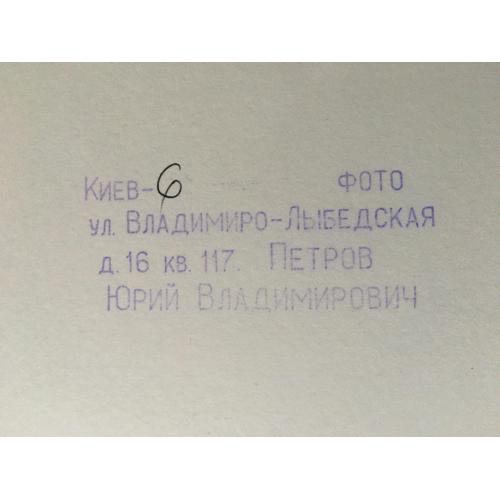 Киев-6 ФОТО
ул. Владимиро-Лыбедская
д. 16 кв. 117. Петров
Юрий Владимирович